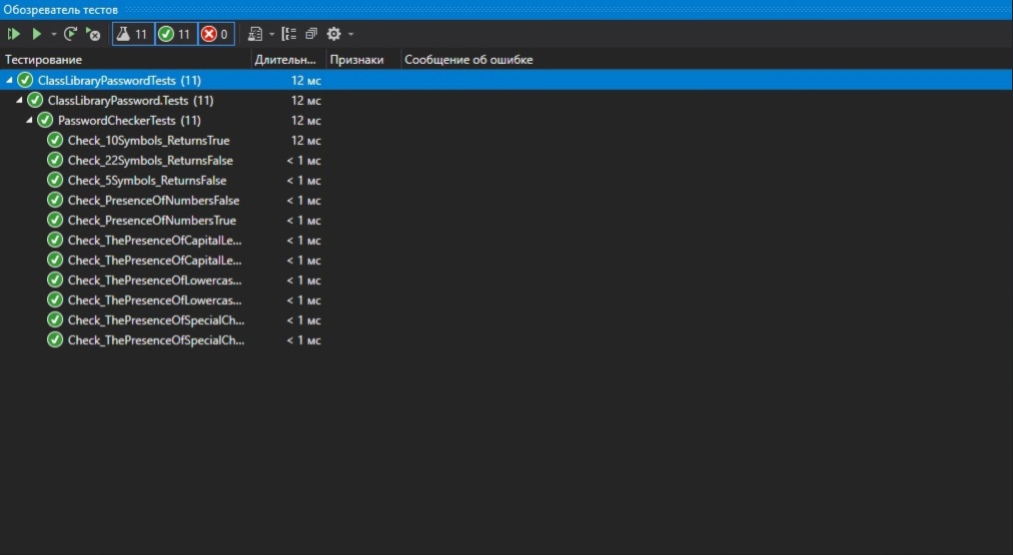 Обозреватель тестов
11 11 0
Тестирование Длительн... Признаки Сообщение об ошибке
ClassLibraryPasswordTests (11) 12 мс
ClassLibraryPassword.Tests (11) 12 мс
PasswordCheckerTests (11) 12 мс
Check_10Symbols_ReturnsTrue 12 мс
Check_22Symbols_ReturnsFalse < 1 мс
Check_5Symbols_ReturnsFalse < 1 мс
Check_PresenceOfNumbersFalse < 1 мс
Check_PresenceOfNumbersTrue < 1 мс
Check_ThePresenceOfCapitalLe... < 1 мс
Check_ThePresenceOfCapitalLe... < 1 мс
Check_ThePresenceOfLowercas... < 1 мс
Check_ThePresenceOfLowercas... < 1 мс
Check_ThePresenceOfSpecialCh... < 1 мс
Check_ThePresenceOfSpecialCh... < 1 мс